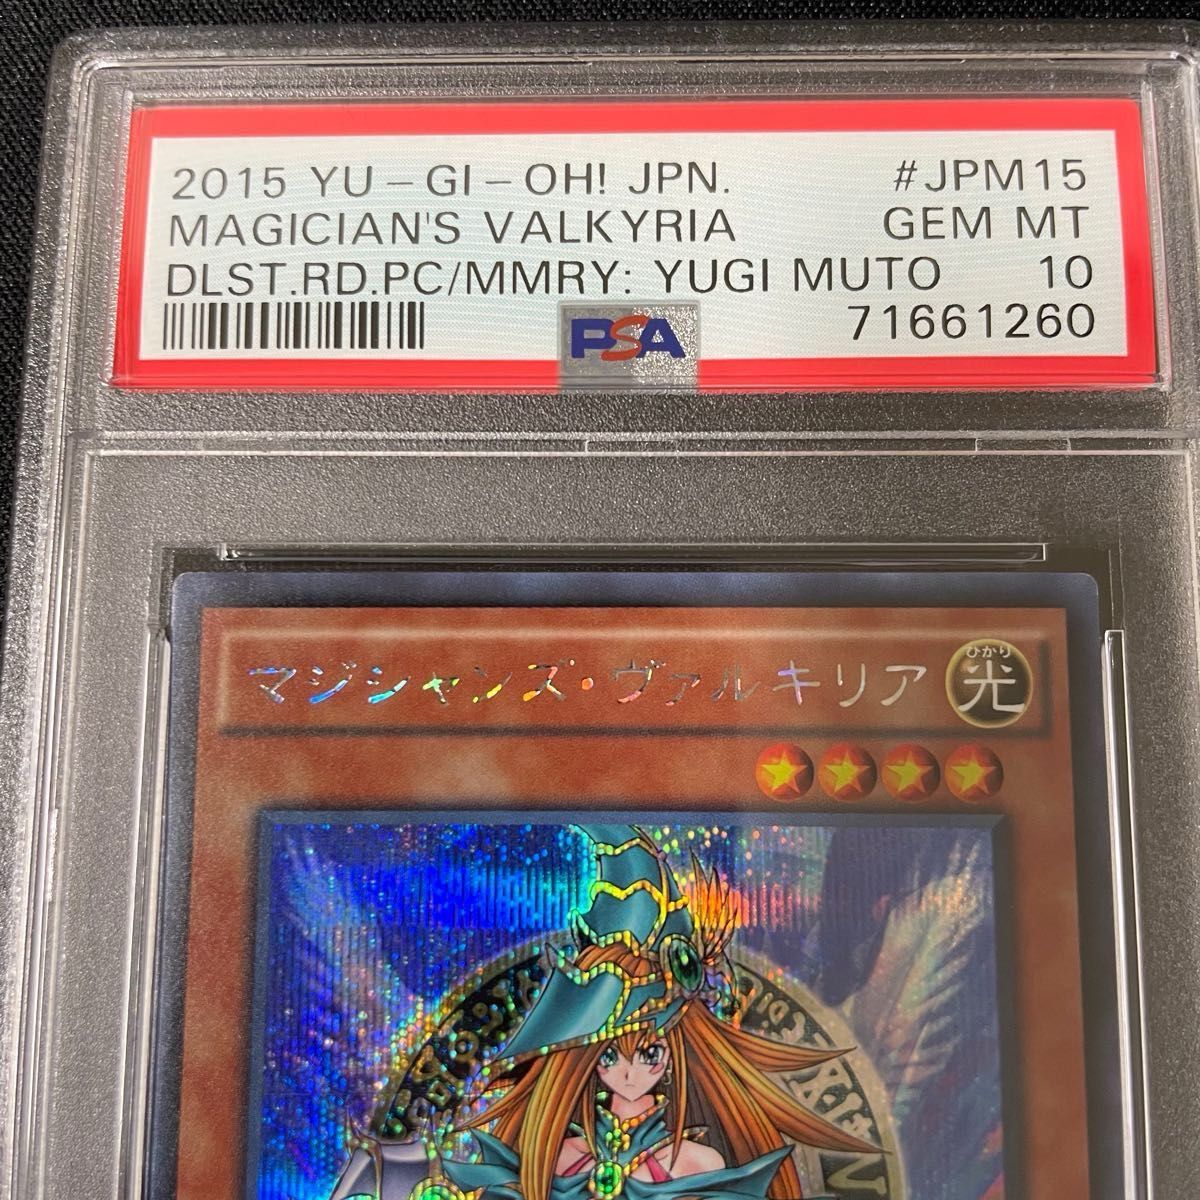 2015 YU-GI-OH! JPN. #JPM15
MAGICIAN'S VALKYRIA GEM MT
DLST.RD.PC/MMRY: YUGI MUTO 10
PSA 71661260
マジシャンズ・ヴァルキリア
ひかり
光